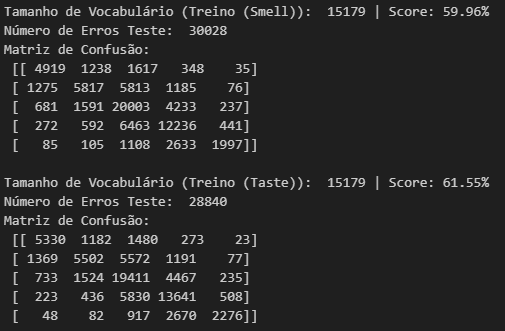 Tamanho de Vocabulário (Treino (Smell)):  15179 | Score: 59.96%
Número de Erros Teste:  30028
Matriz de Confusão:
 [[ 4919  1238  1617   348    35]
 [ 1275  5817  5813  1185    76]
 [  681  1591 20003  4233   237]
 [  272   592  6463 12236   441]
 [   85   105  1108  2633  1997]]

Tamanho de Vocabulário (Treino (Taste)):  15179 | Score: 61.55%
Número de Erros Teste:  28840
Matriz de Confusão:
 [[ 5330  1182  1480   273    23]
 [ 1369  5502  5572  1191    77]
 [  733  1524 19411  4467   235]
 [  223   436  5830 13641   508]
 [   48    82   917  2670  2276]]